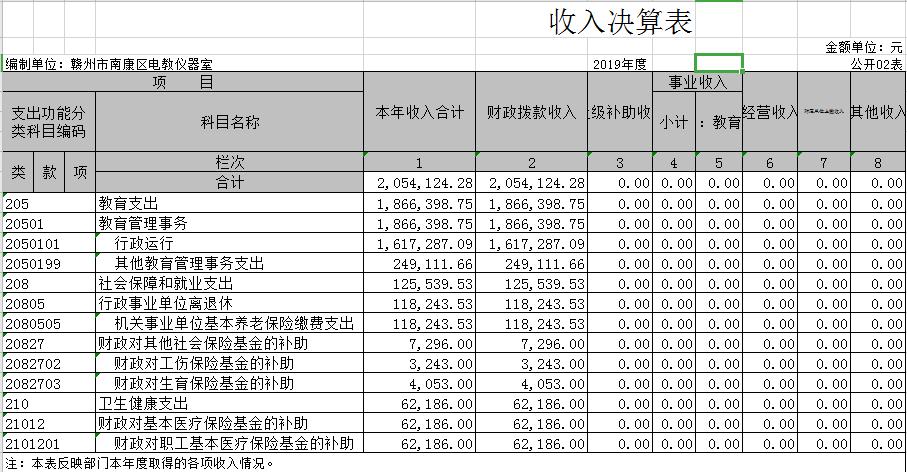 收入决算表
金额单位：元
编制单位：赣州市南康区电教仪器室 2019年度 公开02表
项 目 本年收入合计 财政拨款收入 级补助收 事业收入 经营收入 其他收入
支出功能分类科目编码 科目名称 小计 ：教育
类 款 项 栏次 1 2 3 4 5 6 7 8
合计 2,054,124.28 2,054,124.28 0.00 0.00 0.00 0.00 0.00 0.00
205 教育支出 1,866,398.75 1,866,398.75 0.00 0.00 0.00 0.00 0.00 0.00
20501 教育管理事务 1,866,398.75 1,866,398.75 0.00 0.00 0.00 0.00 0.00 0.00
2050101 行政运行 1,617,287.09 1,617,287.09 0.00 0.00 0.00 0.00 0.00 0.00
2050199 其他教育管理事务支出 249,111.66 249,111.66 0.00 0.00 0.00 0.00 0.00 0.00
208 社会保障和就业支出 125,539.53 125,539.53 0.00 0.00 0.00 0.00 0.00 0.00
20805 行政事业单位离退休 118,243.53 118,243.53 0.00 0.00 0.00 0.00 0.00 0.00
2080505 机关事业单位基本养老保险缴费支出 118,243.53 118,243.53 0.00 0.00 0.00 0.00 0.00 0.00
20827 财政对其他社会保险基金的补助 7,296.00 7,296.00 0.00 0.00 0.00 0.00 0.00 0.00
2082702 财政对工伤保险基金的补助 3,243.00 3,243.00 0.00 0.00 0.00 0.00 0.00 0.00
2082703 财政对生育保险基金的补助 4,053.00 4,053.00 0.00 0.00 0.00 0.00 0.00 0.00
210 卫生健康支出 62,186.00 62,186.00 0.00 0.00 0.00 0.00 0.00 0.00
21012 财政对基本医疗保险基金的补助 62,186.00 62,186.00 0.00 0.00 0.00 0.00 0.00 0.00
2101201 财政对职工基本医疗保险基金的补助 62,186.00 62,186.00 0.00 0.00 0.00 0.00 0.00 0.00
注：本表反映部门本年度取得的各项收入情况。